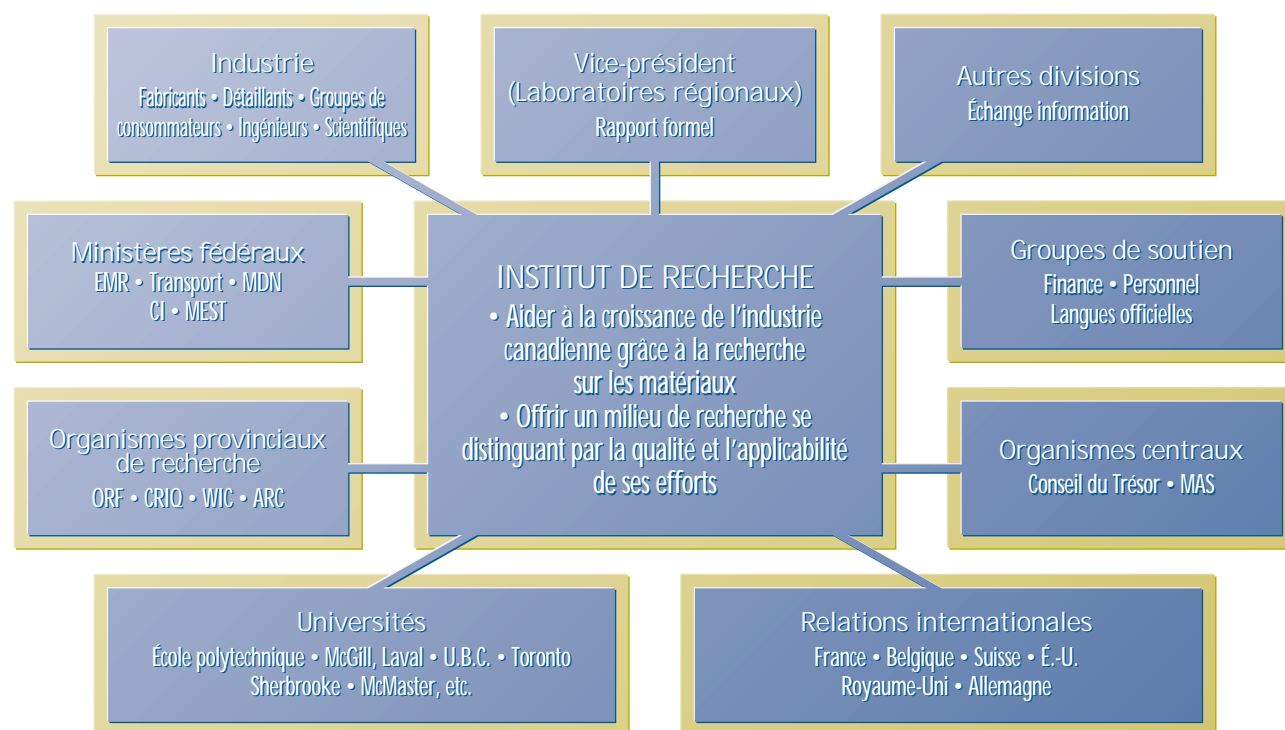 Industrie
Fabricants • Détaillants • Groupes de
consommateurs • Ingénieurs • Scientifiques
Vice-président
(Laboratoires régionaux)
Rapport formel
Autres divisions
Échange information
Ministères fédéraux
EMR • Transport • MDN
CI • MEST
INSTITUT DE RECHERCHE
• Aider à la croissance de l'industrie
canadienne grâce à la recherche
sur les matériaux
• Offrir un milieu de recherche se
distinguant par la qualité et l'applicabilité
de ses efforts
Groupes de soutien
Finance • Personnel
Langues officielles
Organismes provinciaux
de recherche
ORF • CRIQ • WIC • ARC
Organismes centraux
Conseil du Trésor • MAS
Universités
École polytechnique • McGill, Laval • U.B.C. • Toronto
Sherbrooke • McMaster, etc.
Relations internationales
France • Belgique • Suisse • É.-U.
Royaume-Uni • Allemagne